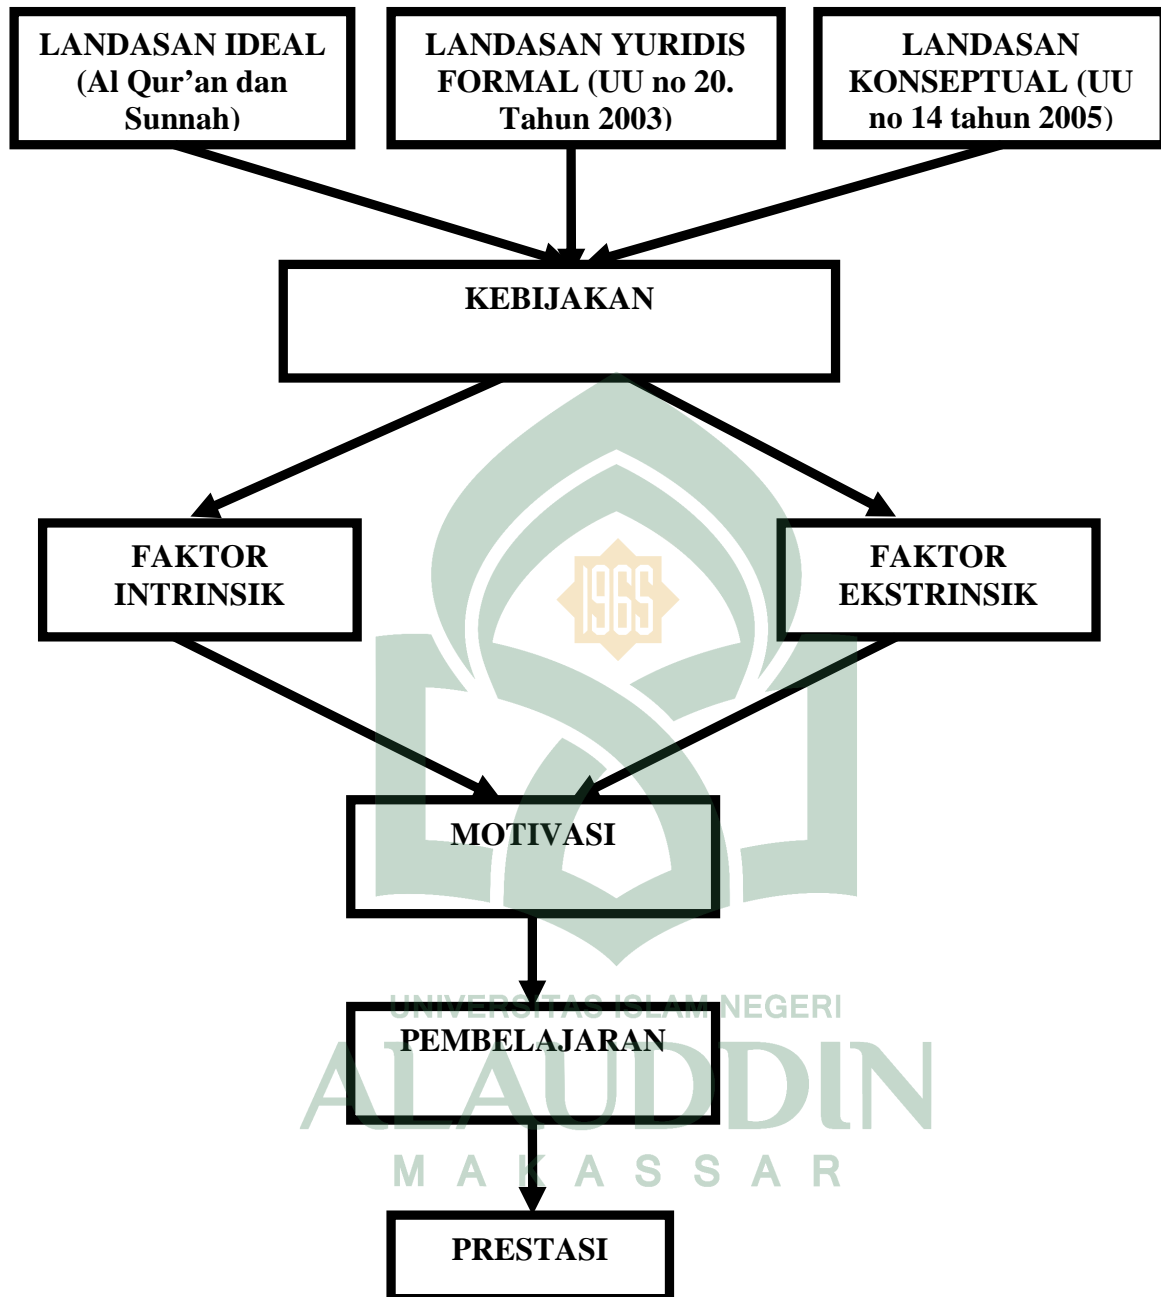 LANDASAN IDEAL
(Al Qur’an dan
Sunnah)
LANDASAN YURIDIS
FORMAL (UU no 20.
Tahun 2003)
LANDASAN
KONSEPTUAL (UU
no 14 tahun 2005)
KEBIJAKAN
FAKTOR
INTRINSIK
1965
FAKTOR
EKSTRINSIK
MOTIVASI
UNIVERSITAS ISLAM NEGERI
PEMBELAJARAN
ALAUDDIN
MAKASSAR
PRESTASI